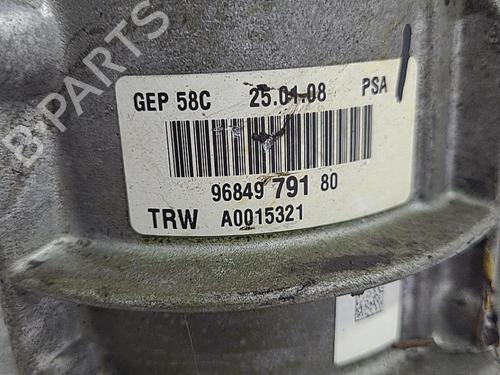 B-PARTS
GEP 58C 25.01.08 PSA
96849 791 80
TRW A0015321